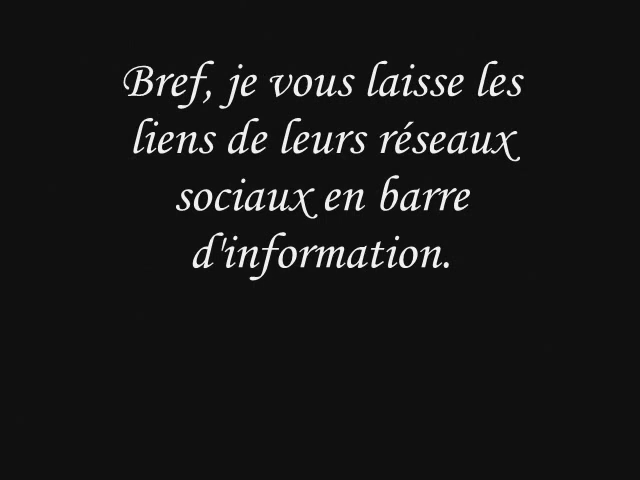 Bref, je vous laisse les
liens de leurs réseaux
sociaux en barre
d'information.